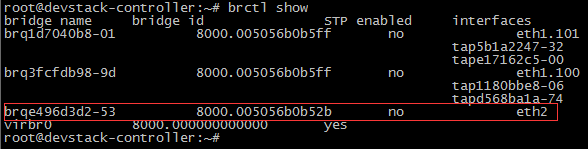 root@devstack-controller:~# brctl show
bridge name bridge id STP enabled interfaces
brq1d7040b8-01 8000.005056b0b5ff no eth1.101
tap5b1a2247-32
tape17162c5-00
brq3fcfdb98-9d 8000.005056b0b5ff no eth1.100
tap1180bbe8-06
tapd568ba1a-74
brqe496d3d2-53 8000.005056b0b52b no eth2
virbr0 8000.000000000000 yes
root@devstack-controller:~#